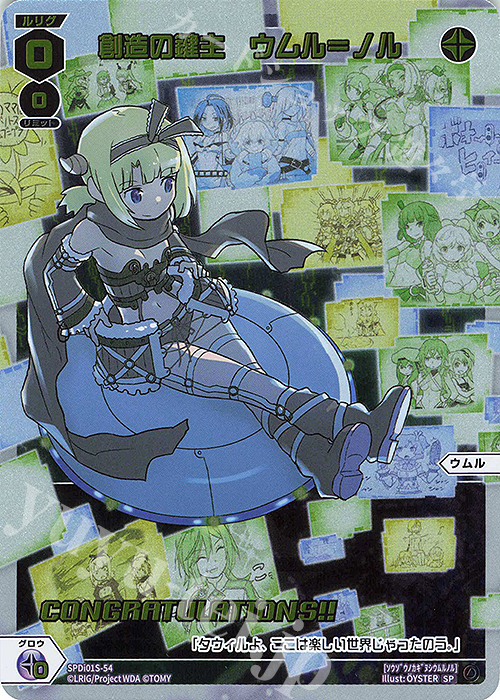 ルリグ
0
創造の鍵主 ウムル=ノル
0
リミット
ウムル
CONGRATULATIONS!!
「タウィルよ、ここは楽しい世界じゃったのう。」
グロウ
0
SPDi01S-54
[ソウゾウノカギヌシウムルノル]
©LRIG/Project WDA ©TOMY
Illust: OYSTER SP